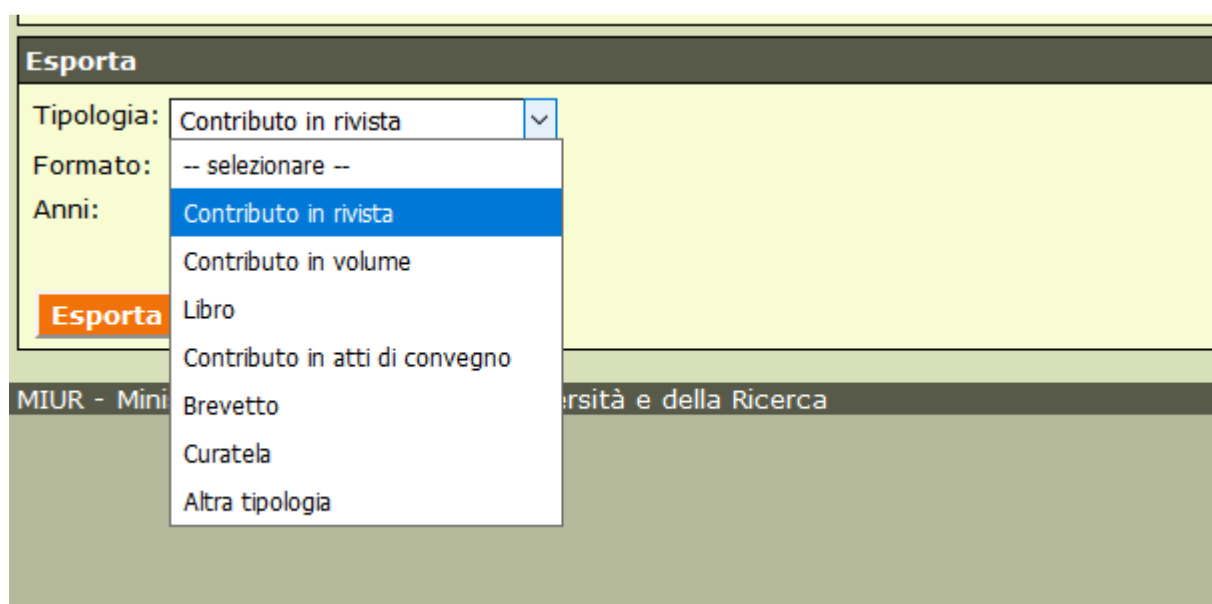 Esporta
Tipologia: Contributo in rivista
Formato: -- selezionare --
Anni: Contributo in rivista
Contributo in volume
Esporta Libro
Contributo in atti di convegno
MIUR - Mini ersità e della Ricerca
Brevetto
Curatela
Altra tipologia